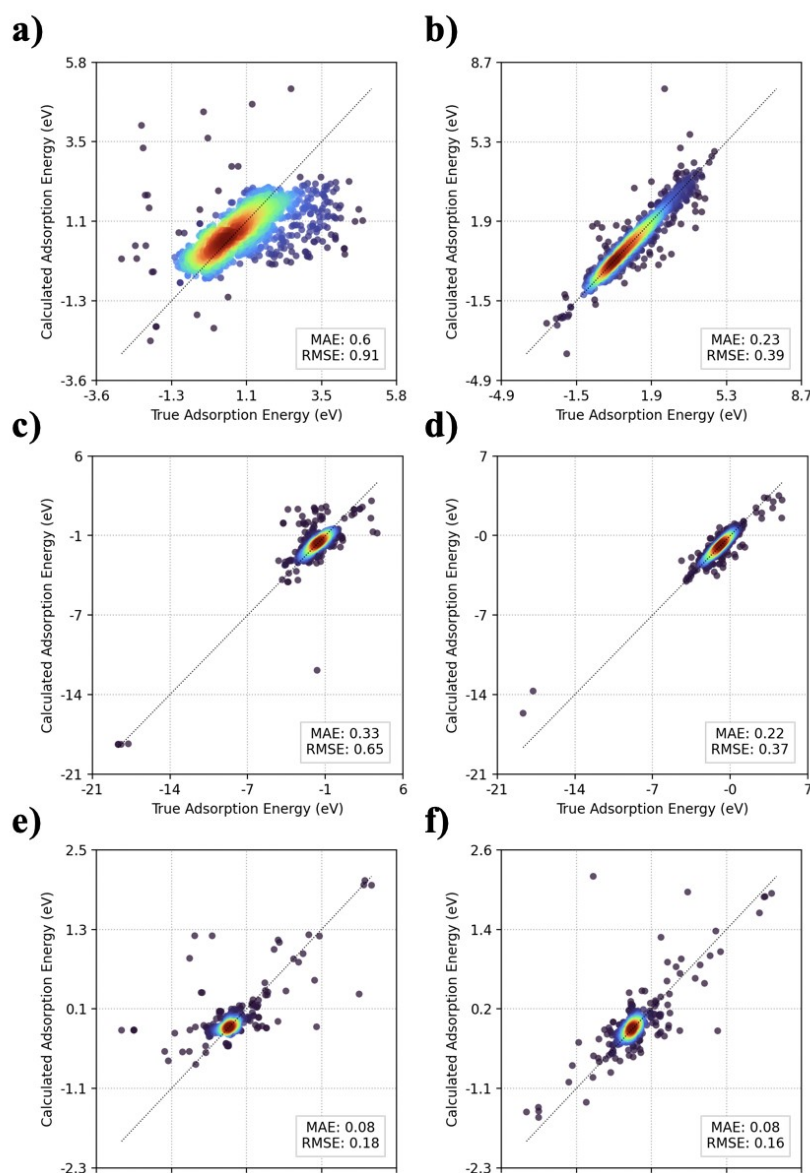 a)
b)
5.8
3.5
1.1
-1.3
-3.6
Calculated Adsorption Energy (eV)
MAE: 0.6
RMSE: 0.91
-3.6 -1.3 1.1 3.5 5.8
True Adsorption Energy (eV)
8.7
5.3
1.9
-1.5
-4.9
Calculated Adsorption Energy (eV)
MAE: 0.23
RMSE: 0.39
-4.9 -1.5 1.9 5.3 8.7
True Adsorption Energy (eV)
c)
d)
6
-1
-7
-14
-21
Calculated Adsorption Energy (eV)
MAE: 0.33
RMSE: 0.65
-21 -14 -7 -1 6
True Adsorption Energy (eV)
7
-0
-7
-14
-21
Calculated Adsorption Energy (eV)
MAE: 0.22
RMSE: 0.37
-21 -14 -7 -0 7
True Adsorption Energy (eV)
e)
f)
2.5
1.3
0.1
-1.1
-2.3
Calculated Adsorption Energy (eV)
MAE: 0.08
RMSE: 0.18
2.6
1.4
0.2
-1.1
-2.3
Calculated Adsorption Energy (eV)
MAE: 0.08
RMSE: 0.16